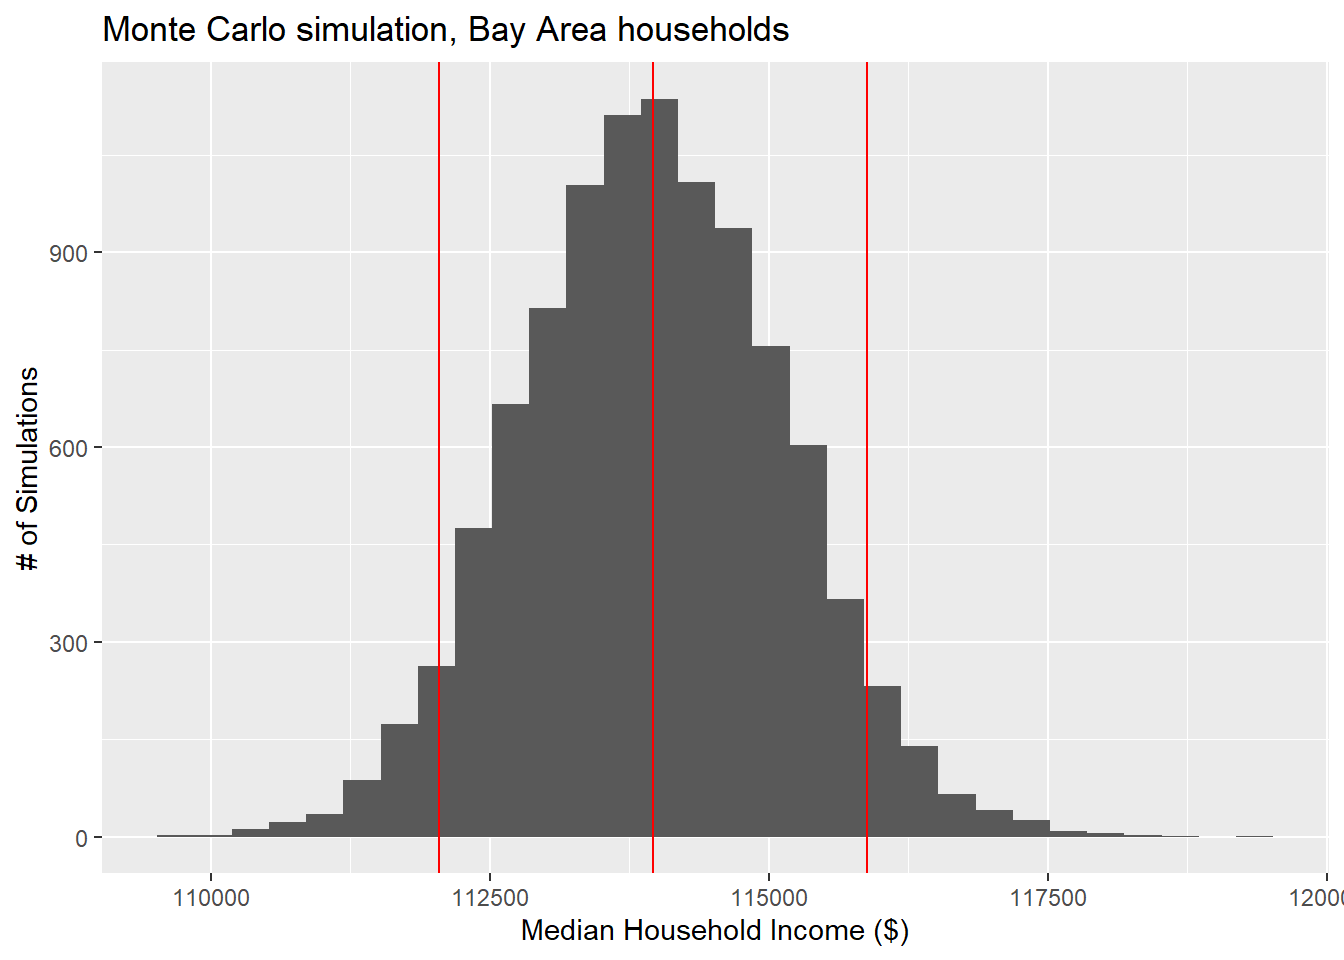 Monte Carlo simulation, Bay Area households
# of Simulations
900
600
300
0
110000 112500 115000 117500 12000
Median Household Income ($)